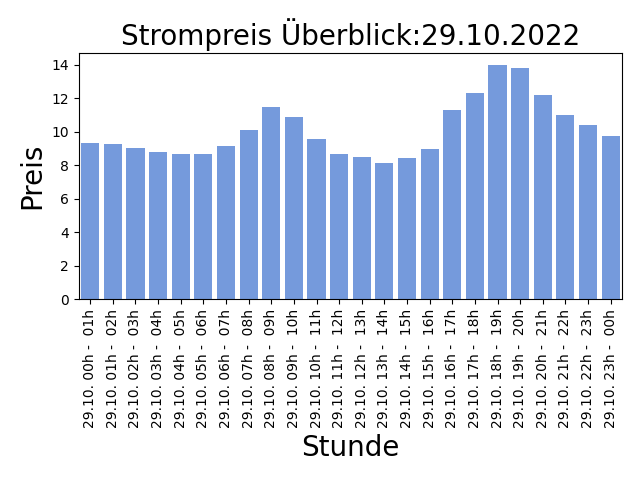 Strompreis Überblick:29.10.2022
Preis
14
12
10
8
6
4
2
0
29.10. 00h - 01h
29.10. 01h - 02h
29.10. 02h - 03h
29.10. 03h - 04h
29.10. 04h - 05h
29.10. 05h - 06h
29.10. 06h - 07h
29.10. 07h - 08h
29.10. 08h - 09h
29.10. 09h - 10h
29.10. 10h - 11h
29.10. 11h - 12h
29.10. 12h - 13h
29.10. 13h - 14h
29.10. 14h - 15h
29.10. 15h - 16h
29.10. 16h - 17h
29.10. 17h - 18h
29.10. 18h - 19h
29.10. 19h - 20h
29.10. 20h - 21h
29.10. 21h - 22h
29.10. 22h - 23h
29.10. 23h - 00h
Stunde